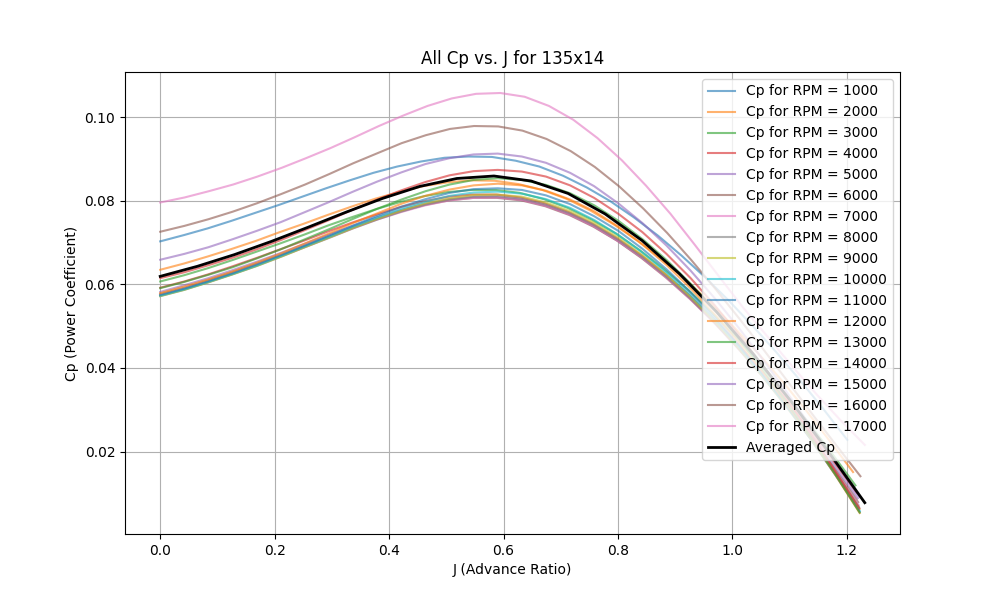 All Cp vs. J for 135x14
Cp (Power Coefficient)
0.10
0.08
0.06
0.04
0.02
Cp for RPM = 1000
Cp for RPM = 2000
Cp for RPM = 3000
Cp for RPM = 4000
Cp for RPM = 5000
Cp for RPM = 6000
Cp for RPM = 7000
Cp for RPM = 8000
Cp for RPM = 9000
Cp for RPM = 10000
Cp for RPM = 11000
Cp for RPM = 12000
Cp for RPM = 13000
Cp for RPM = 14000
Cp for RPM = 15000
Cp for RPM = 16000
Cp for RPM = 17000
Averaged Cp
0.0 0.2 0.4 0.6 0.8 1.0 1.2
J (Advance Ratio)